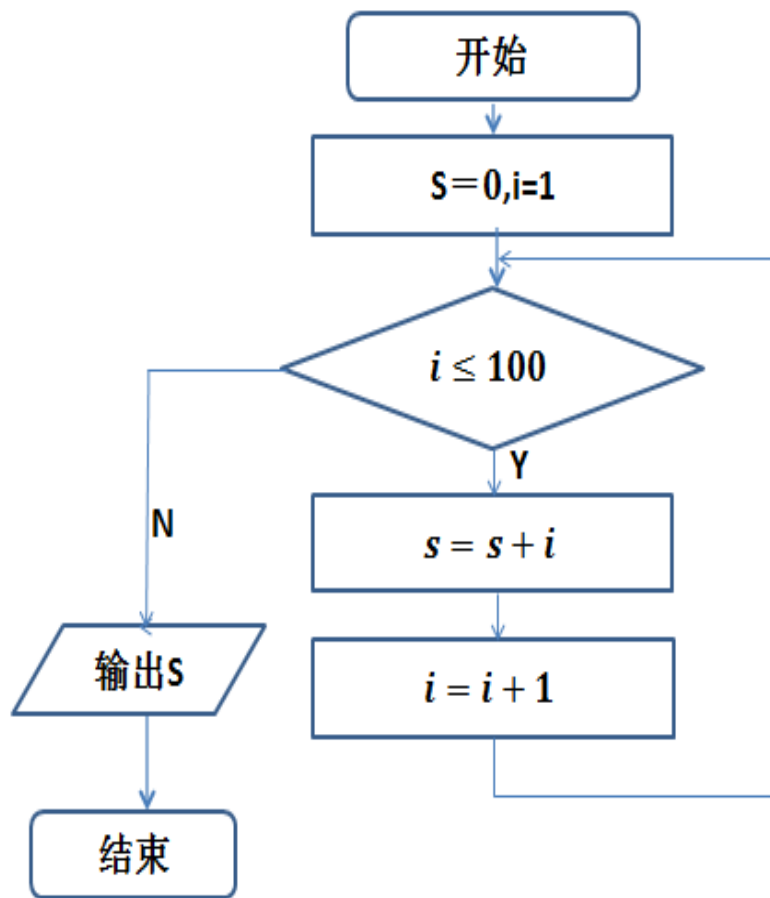 开始
S＝0,i=1
i ≤ 100
Y
N
s = s + i
输出S
i = i + 1
结束